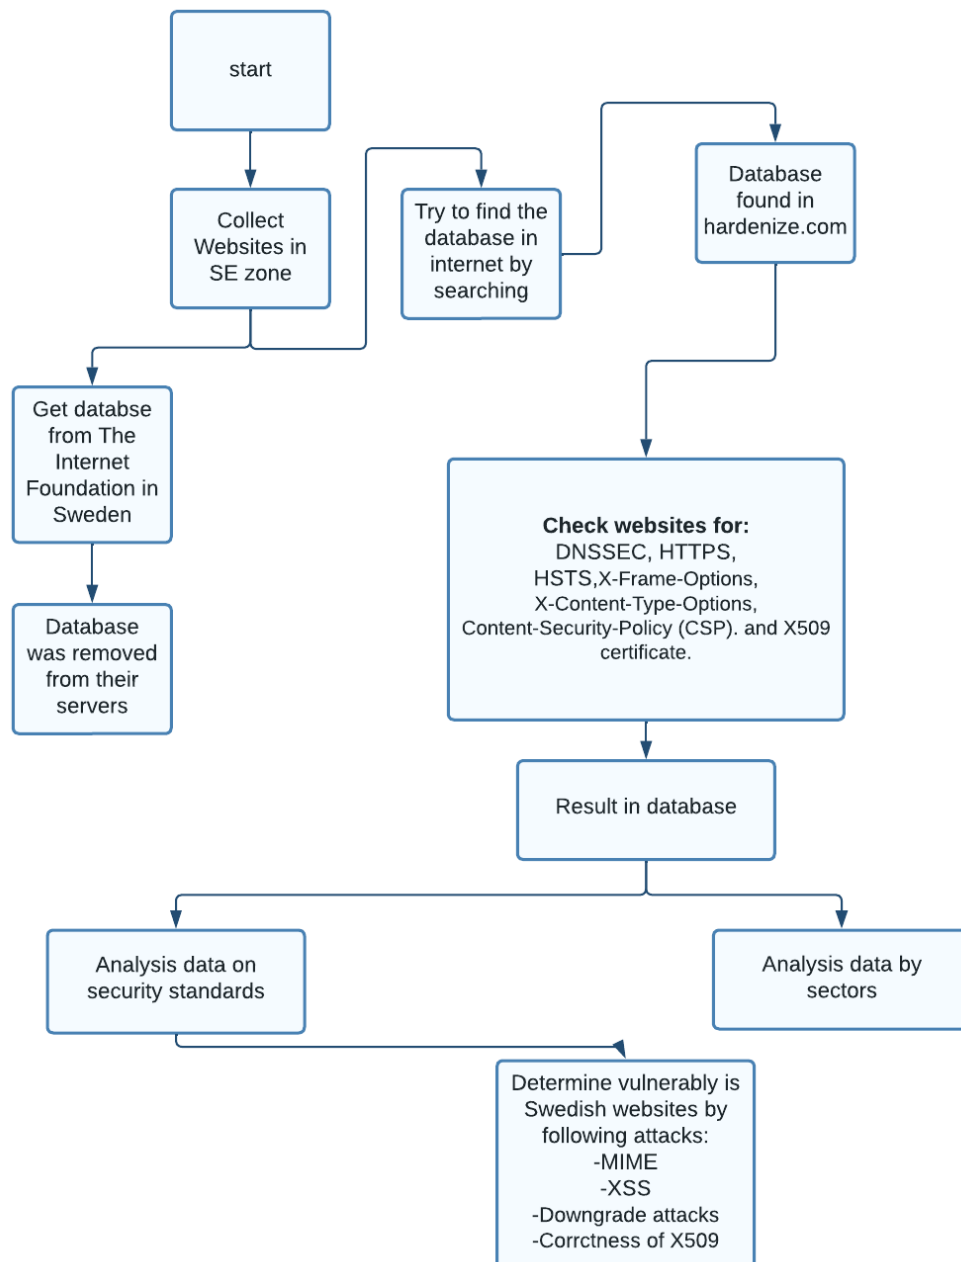 start
Collect
Websites in
SE zone
Try to find the
database in
internet by
searching
Database
found in
hardenize.com
Get databse
from The
Internet
Foundation in
Sweden
Database
was removed
from their
servers
Check websites for:
DNSSEC, HTTPS,
HSTS,X-Frame-Options,
X-Content-Type-Options,
Content-Security-Policy (CSP). and X509
certificate.
Result in database
Analysis data on
security standards
Analysis data by
sectors
Determine vulnerably is
Swedish websites by
following attacks:
-MIME
-XSS
-Downgrade attacks
-Corrctness of X509